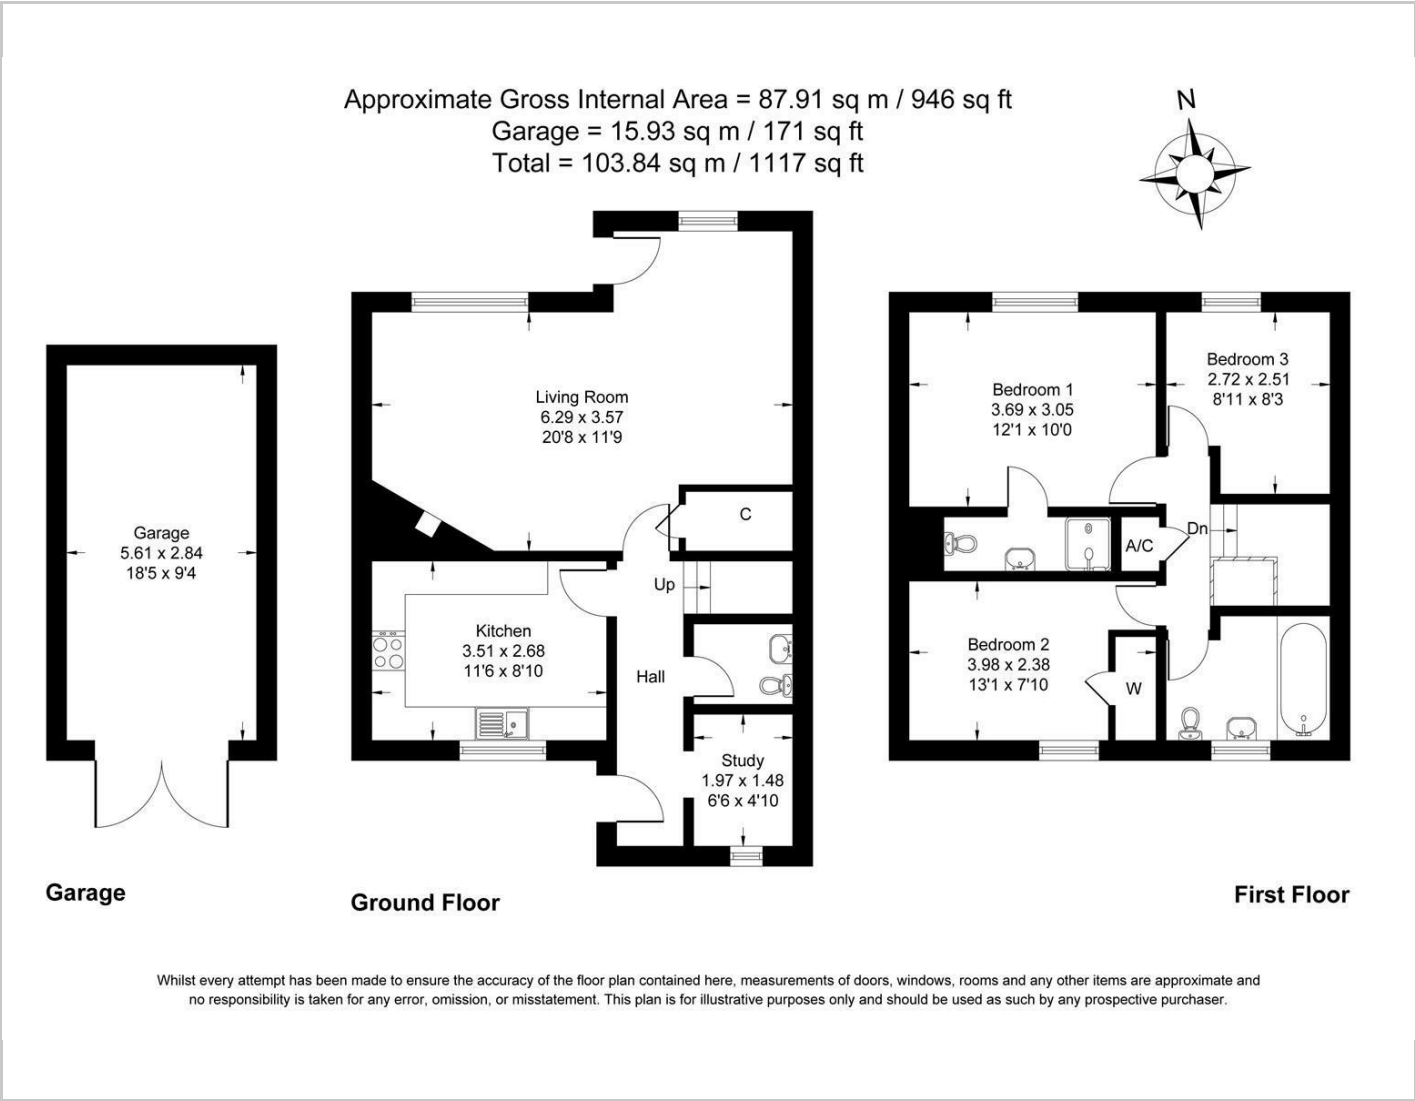 Approximate Gross Internal Area = 87.91 sq m / 946 sq ft
Garage = 15.93 sq m / 171 sq ft
Total = 103.84 sq m / 1117 sq ft
N
Garage
5.61 x 2.84
18'5 x 9'4
Living Room
6.29 x 3.57
20'8 x 11'9
C
Up
Kitchen
3.51 x 2.68
11'6 x 8'10
Hall
Study
1.97 x 1.48
6'6 x 4'10
Bedroom 1
3.69 x 3.05
12'1 x 10'0
Bedroom 3
2.72 x 2.51
8'11 x 8'3
Dn
A/C
Bedroom 2
3.98 x 2.38
13'1 x 7'10
W
Garage
Ground Floor
First Floor
Whilst every attempt has been made to ensure the accuracy of the floor plan contained here, measurements of doors, windows, rooms and any other items are approximate and
no responsibility is taken for any error, omission, or misstatement. This plan is for illustrative purposes only and should be used as such by any prospective purchaser.